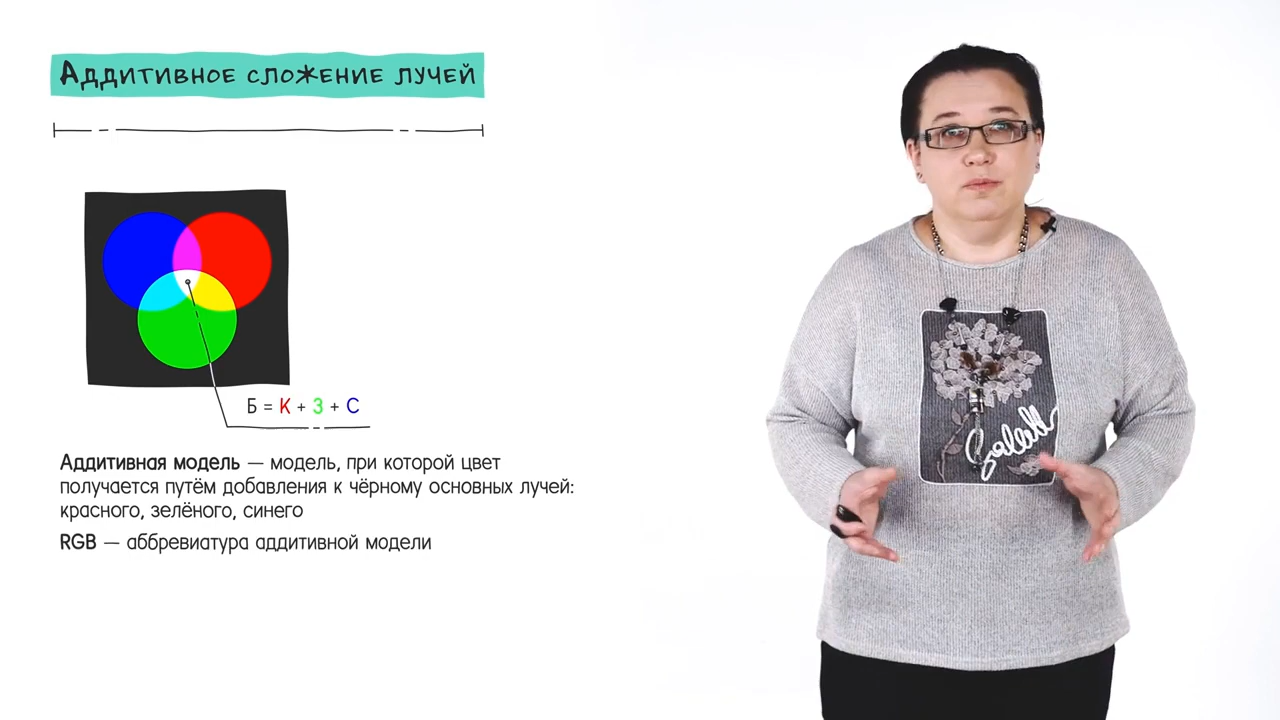 Аддитивное сложение лучей
Б = К + З + С
Аддитивная модель — модель, при которой цвет
получается путём добавления к чёрному основных лучей:
красного, зелёного, синего
RGB — аббревиатура аддитивной модели